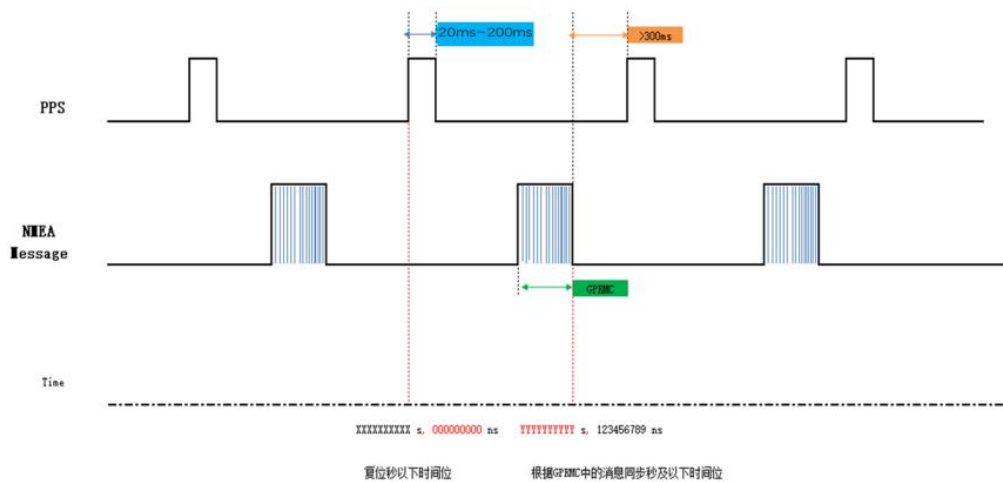 20ms~200ms
>300ms
PPS
NMEA
Message
GPRMC
Time
XXXXXXXXXX s, 000000000 ns
YYYYYYYYYY s, 123456789 ns
复位秒以下时间位
根据GPRMC中的消息同步秒及以下时间位